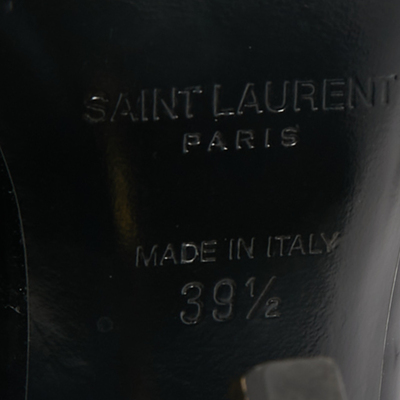 SAINT LAURENT
PARIS
MADE IN ITALY
39½